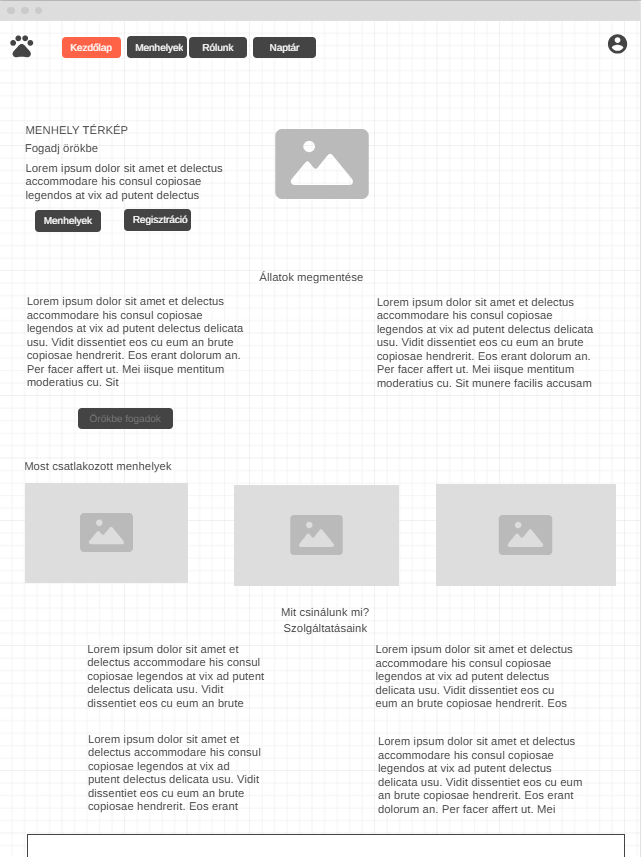 Kezdőlap Menhelyek Rólunk Naptár
MENHELY TÉRKÉP
Fogadj örökbe
Lorem ipsum dolor sit amet et delectus
accommodare his consul copiosae
legendos at vix ad putent delectus
Menhelyek Regisztráció
Állatok megmentése
Lorem ipsum dolor sit amet et delectus
accommodare his consul copiosae
legendos at vix ad putent delectus delicata
usu. Vidit dissentiet eos cu eum an brute
copiosae hendrerit. Eos erant dolorum an.
Per facer affert ut. Mei iisque mentitum
moderatius cu. Sit
Lorem ipsum dolor sit amet et delectus
accommodare his consul copiosae
legendos at vix ad putent delectus delicata
usu. Vidit dissentiet eos cu eum an brute
copiosae hendrerit. Eos erant dolorum an.
Per facer affert ut. Mei iisque mentitum
moderatius cu. Sit munere facilis accusam
Örökbe fogadok
Most csatlakozott menhelyek
Mit csinálunk mi?
Szolgáltatásaink
Lorem ipsum dolor sit amet et
delectus accommodare his consul
copiosae legendos at vix ad putent
delectus delicata usu. Vidit
dissentiet eos cu eum an brute
Lorem ipsum dolor sit amet et delectus
accommodare his consul copiosae
legendos at vix ad putent delectus
delicata usu. Vidit dissentiet eos cu
eum an brute copiosae hendrerit. Eos
Lorem ipsum dolor sit amet et
delectus accommodare his consul
copiosae legendos at vix ad
putent delectus delicata usu. Vidit
dissentiet eos cu eum an brute
copiosae hendrerit. Eos erant
Lorem ipsum dolor sit amet et delectus
accommodare his consul copiosae
legendos at vix ad putent delectus
delicata usu. Vidit dissentiet eos cu eum
an brute copiosae hendrerit. Eos erant
dolorum an. Per facer affert ut. Mei